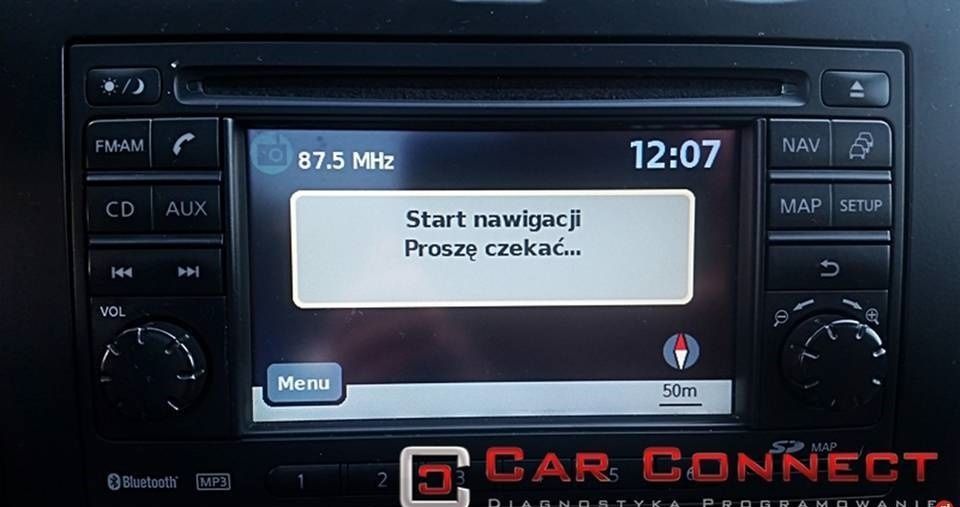 FM·AM
CD
AUX
VOL
87.5 MHz
12:07
Start nawigacji
Proszę czekać...
Menu
50m
NAV
MAP
SETUP
Bluetooth
MP3
1
2
3
5
6
SD MAP
CAR CONNECT
DIAGNOSTYKA PROGRAMOWANIE